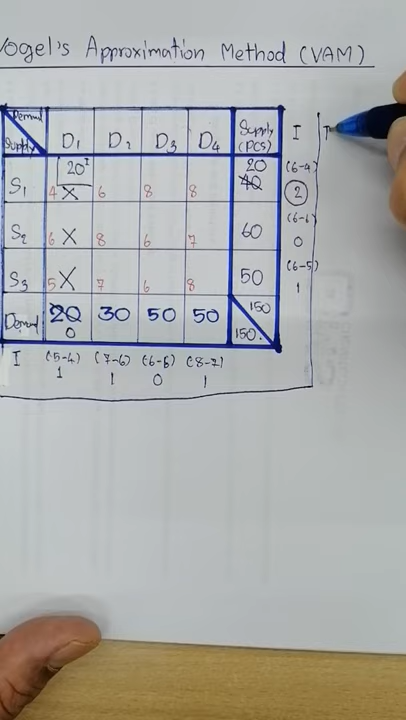 Vogel's Approximation Method (VAM)
Demand
Supply D1 D2 D3 D4 Supply (Pcs) I I
S1 4 20¹ X 6 8 8 20 40 (6-4) 2
S2 6 X 8 6 7 60 (6-6) 0
S3 5 X 7 6 8 50 (6-5) 1
Demand 20 0 30 50 50 150 150
I (5-4) (7-6) (6-6) (8-7)
1 1 0 1